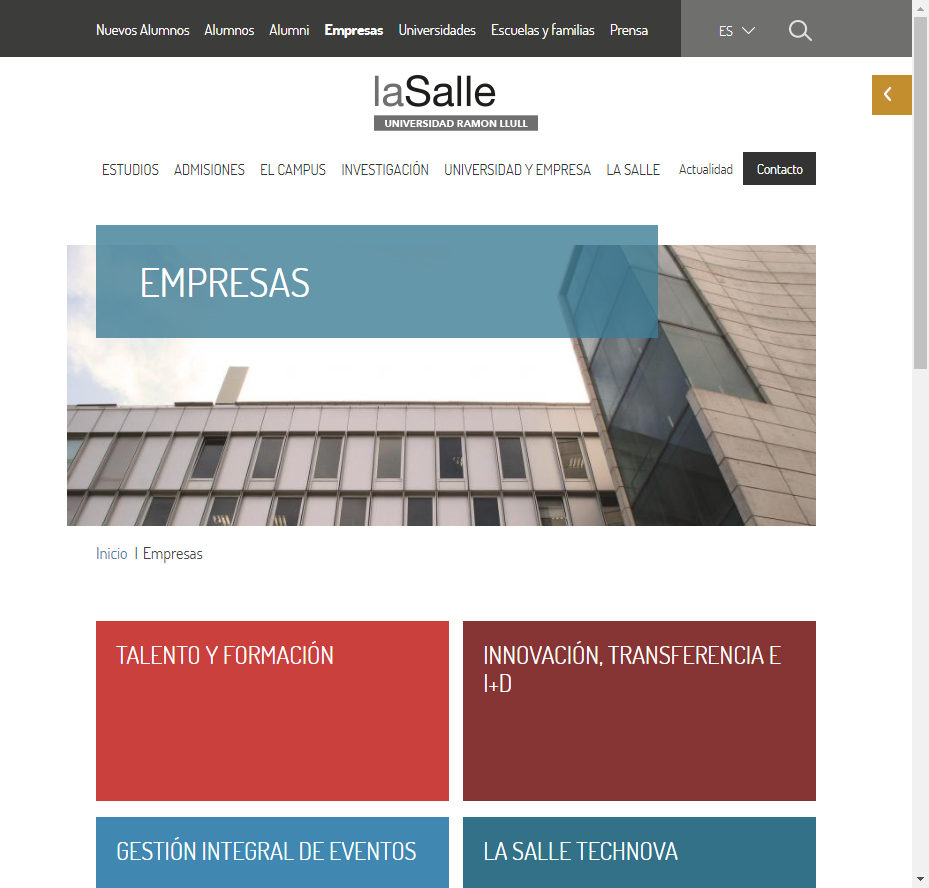 Nuevos Alumnos Alumnos Alumni Empresas Universidades Escuelas y familias Prensa ES
laSalle
UNIVERSIDAD RAMON LLULL
ESTUDIOS ADMISIONES EL CAMPUS INVESTIGACIÓN UNIVERSIDAD Y EMPRESA LA SALLE Actualidad Contacto
EMPRESAS
Inicio | Empresas
TALENTO Y FORMACIÓN
INNOVACIÓN, TRANSFERENCIA E
I+D
GESTIÓN INTEGRAL DE EVENTOS
LA SALLE TECHNOVA